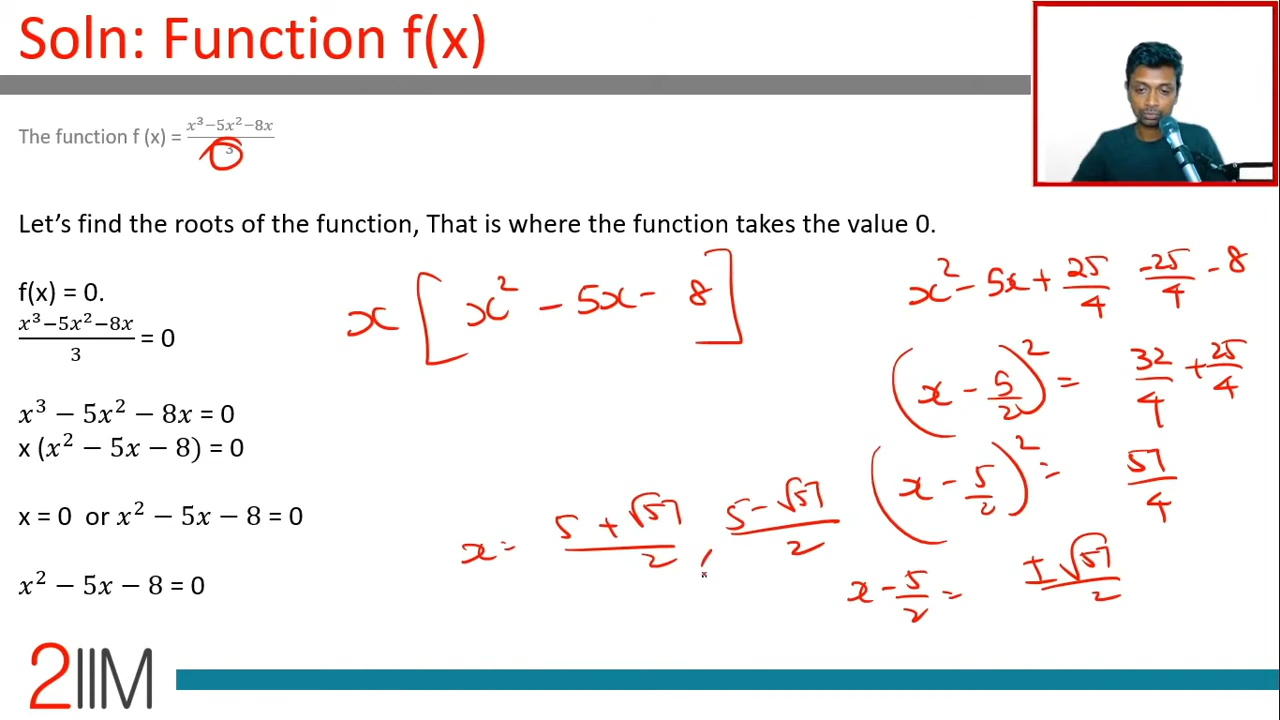 Soln: Function f(x)
The function f (x) = (x³−5x²−8x)/3
Let's find the roots of the function, That is where the function takes the value 0.
f(x) = 0.
(x³−5x²−8x)/3 = 0
x³ − 5x² − 8x = 0
x (x² − 5x − 8) = 0
x = 0 or x² − 5x − 8 = 0
x² − 5x − 8 = 0
x [ x² − 5x − 8 ]
x² − 5x + 25/4 −25/4 − 8
(x − 5/2)² = 32/4 + 25/4
(x − 5/2)² = 57/4
x − 5/2 = ±√57/2
x = (5 + √57)/2 , (5 − √57)/2
2IIM